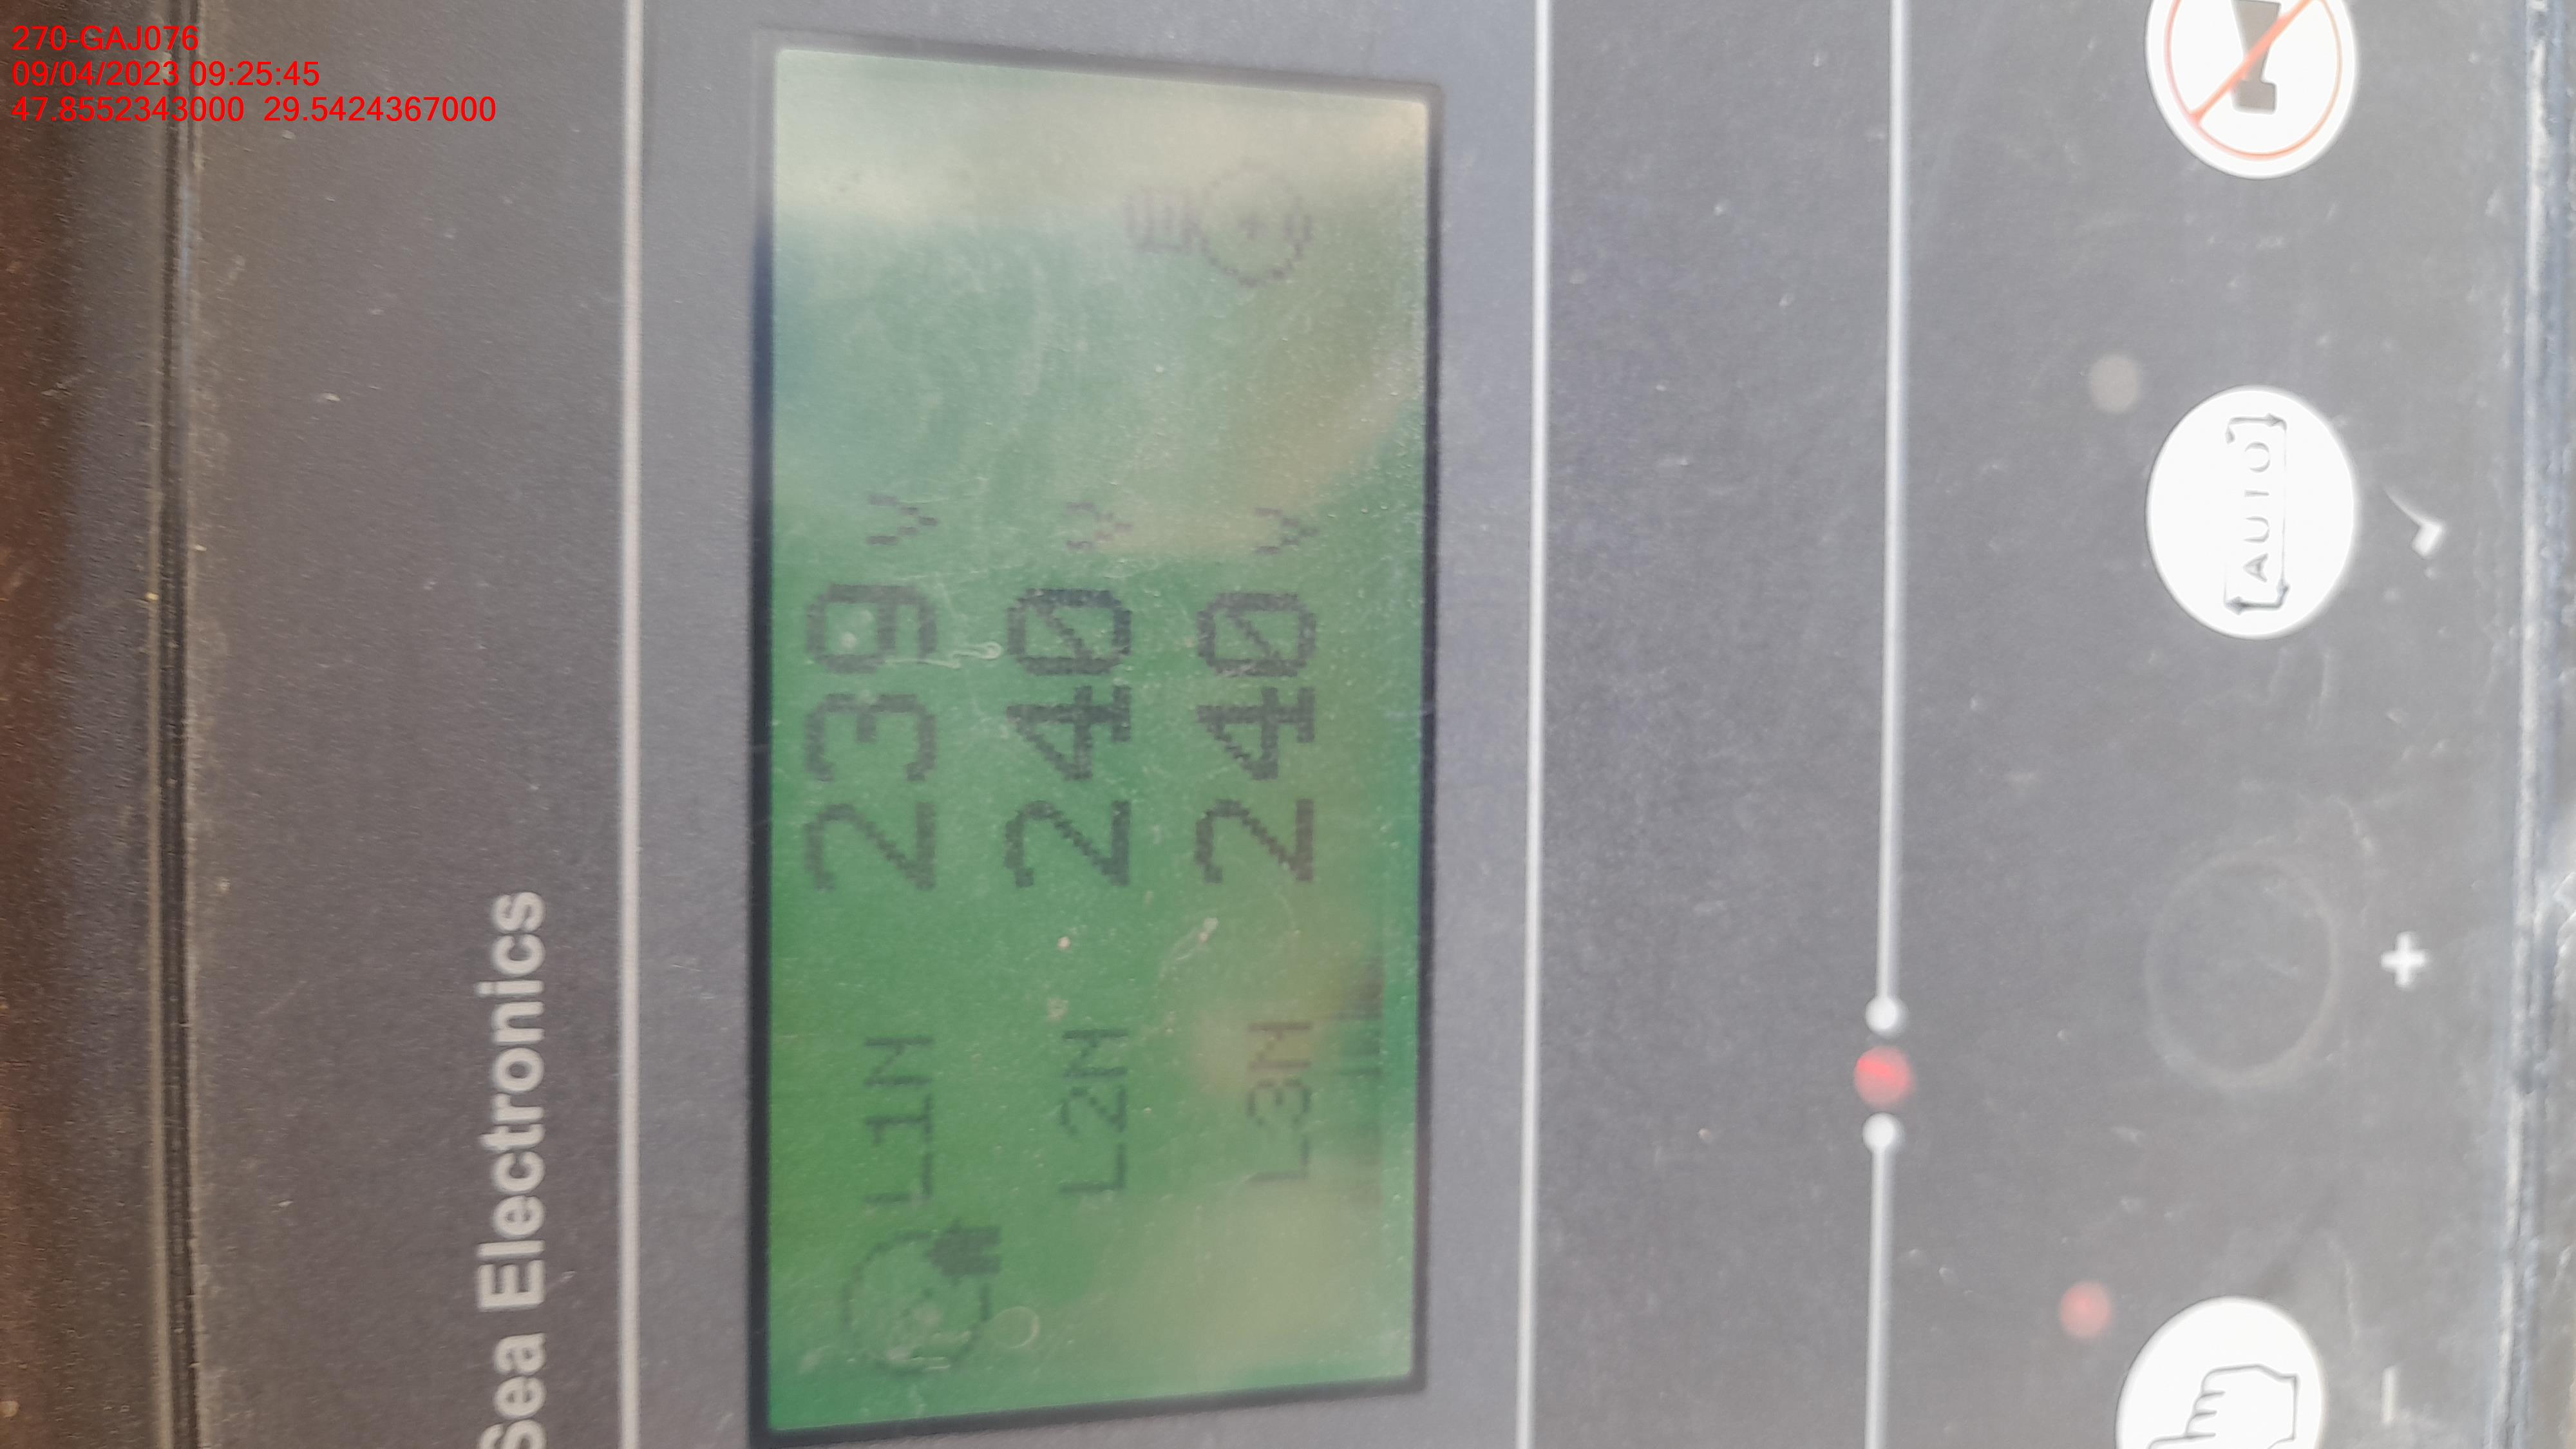 270-GAJ076
09/04/2023 09:25:45
47.8552343000 29.5424367000
Sea Electronics
L1N 239 V
L2N 240 V
L3N 240 V
AUTO
+
-